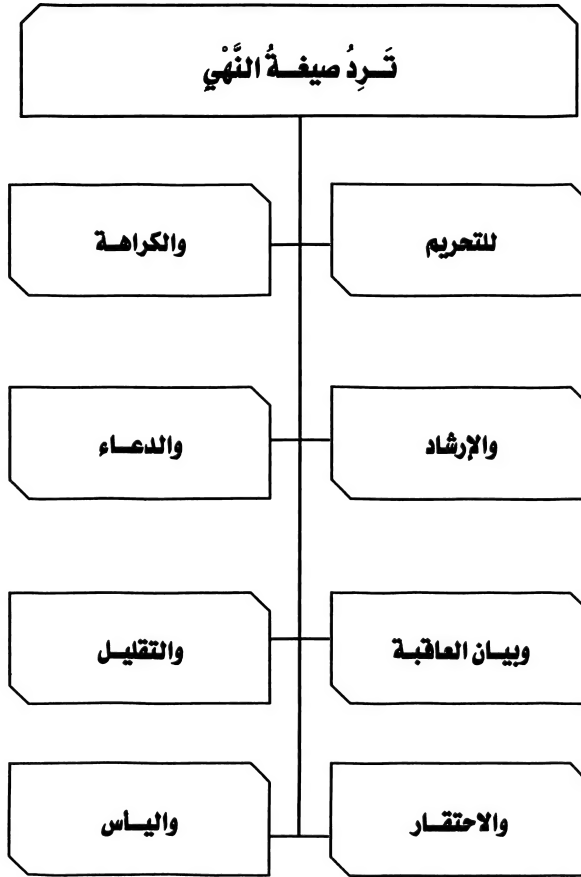 تَـرِدُ صيغـةُ النَّهْيِ
للتحريم
والكراهـة
والإرشاد
والدعـاء
وبيـان العاقبـة
والتقليـل
والاحتقـار
واليـأس